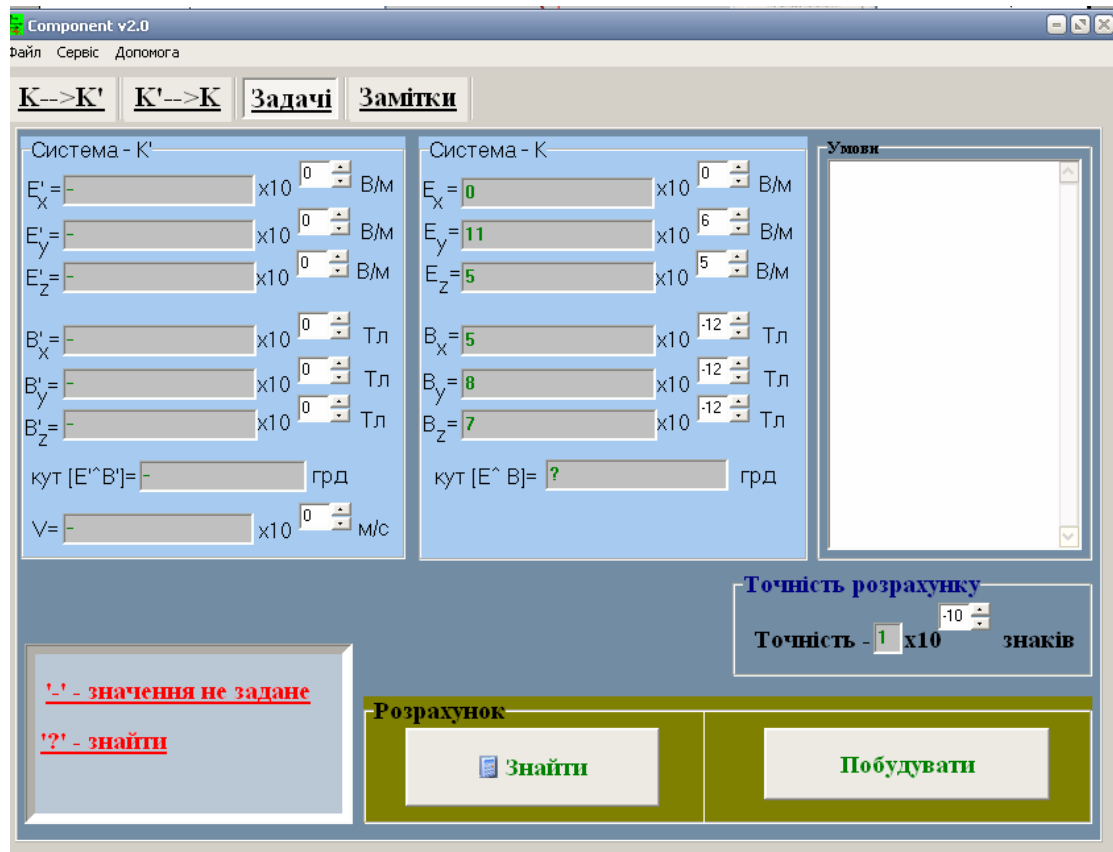 Component v2.0
Файл Сервіс Допомога
K-->K' K'-->K Задачі Замітки
Система - K'
E'x = - x10 0 В/м
E'y = - x10 0 В/м
E'z = - x10 0 В/м
B'x = - x10 0 Тл
B'y = - x10 0 Тл
B'z = - x10 0 Тл
кут [E'^B']= - грд
V= - x10 0 м/с
Система - K
Ex = 0 x10 0 В/м
Ey = 11 x10 6 В/м
Ez = 5 x10 5 В/м
Bx = 5 x10 -12 Тл
By = 8 x10 -12 Тл
Bz = 7 x10 -12 Тл
кут [E^ B]= ? грд
Умови
Точність розрахунку
Точність - 1 x10 -10 знаків
'-' - значення не задане
'?' - знайти
Розрахунок
Знайти
Побудувати